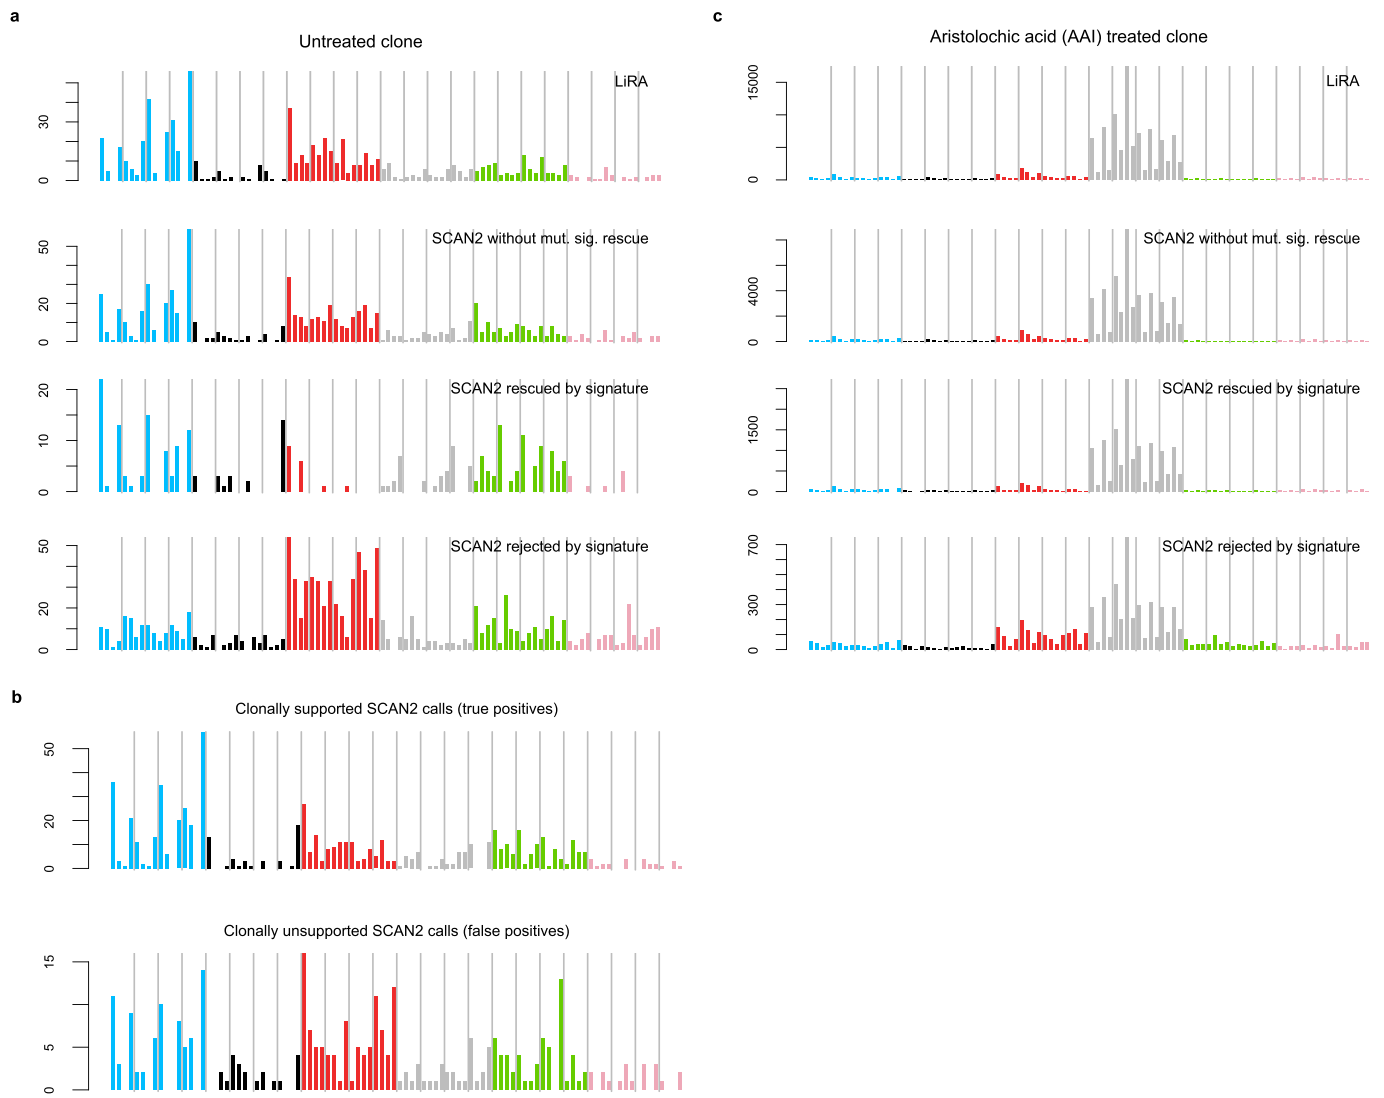 a
Untreated clone
LiRA
30
0
SCAN2 without mut. sig. rescue
50
20
0
SCAN2 rescued by signature
20
10
0
SCAN2 rejected by signature
50
20
0
b
Clonally supported SCAN2 calls (true positives)
50
20
0
Clonally unsupported SCAN2 calls (false positives)
15
5
0
c
Aristolochic acid (AAI) treated clone
LiRA
15000
0
SCAN2 without mut. sig. rescue
4000
0
SCAN2 rescued by signature
1500
0
SCAN2 rejected by signature
700
300
0